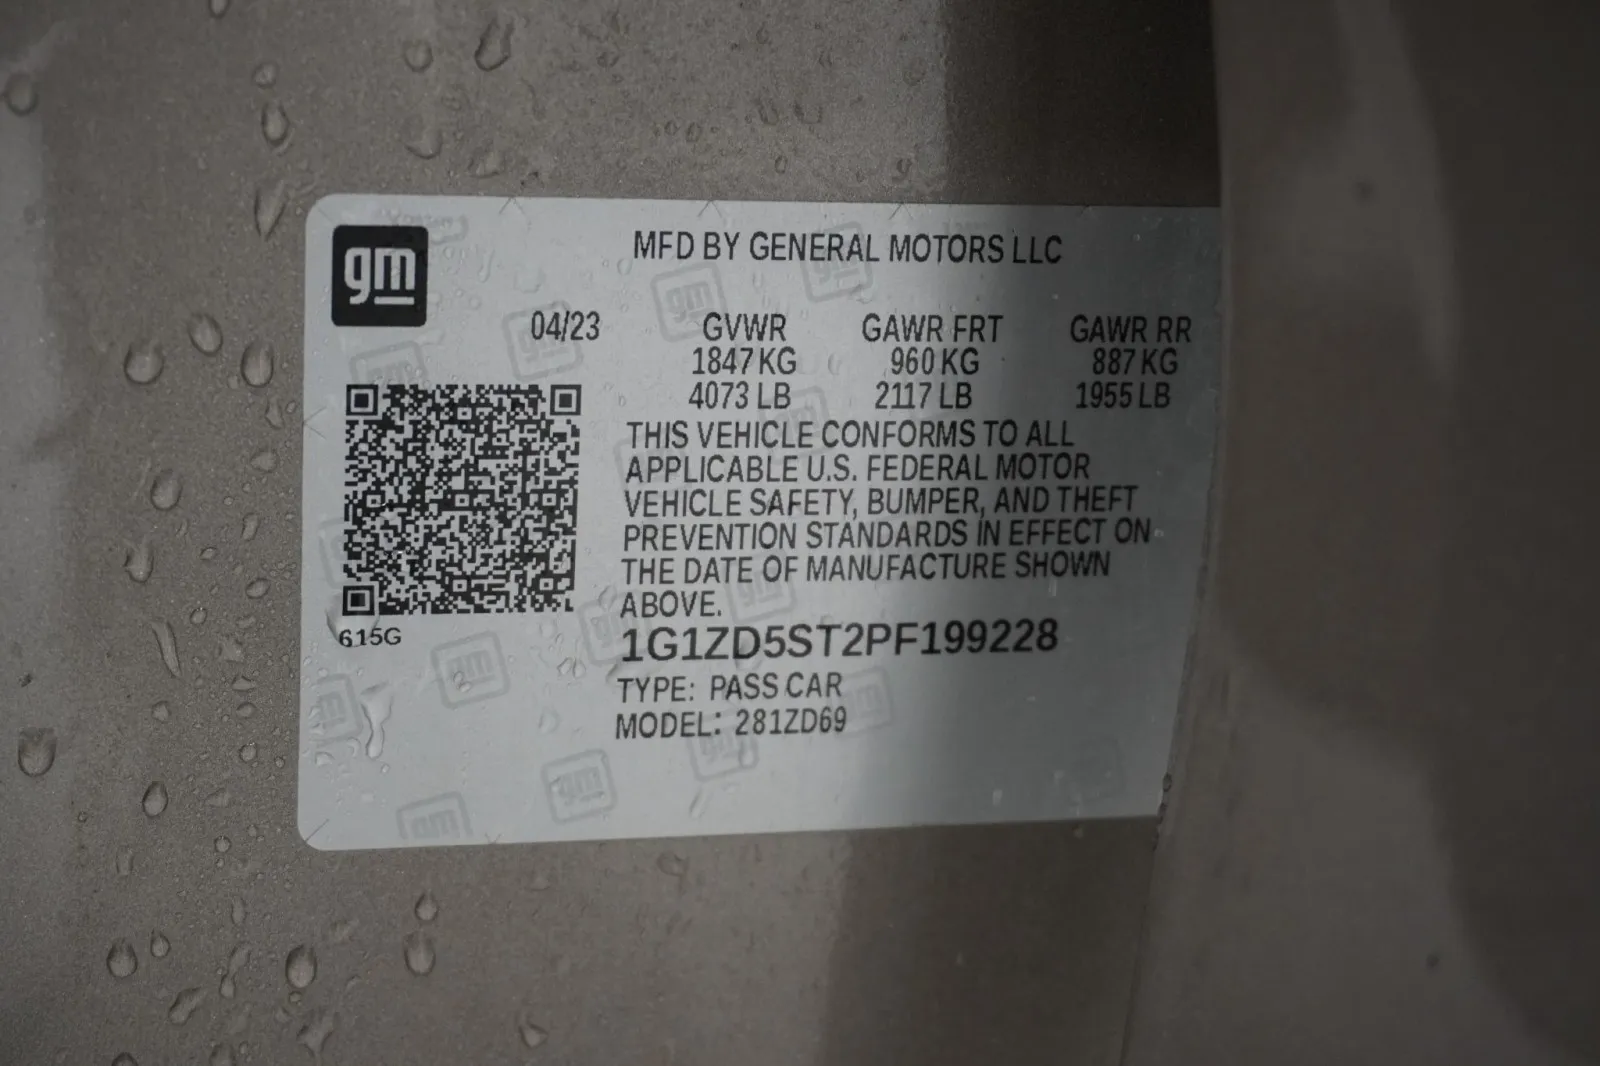 gm
MFD BY GENERAL MOTORS LLC
04/23 GVWR GAWR FRT GAWR RR
1847 KG 960 KG 887 KG
4073 LB 2117 LB 1955 LB
THIS VEHICLE CONFORMS TO ALL
APPLICABLE U.S. FEDERAL MOTOR
VEHICLE SAFETY, BUMPER, AND THEFT
PREVENTION STANDARDS IN EFFECT ON
THE DATE OF MANUFACTURE SHOWN
ABOVE.
615G
1G1ZD5ST2PF199228
TYPE: PASS CAR
MODEL: 281ZD69